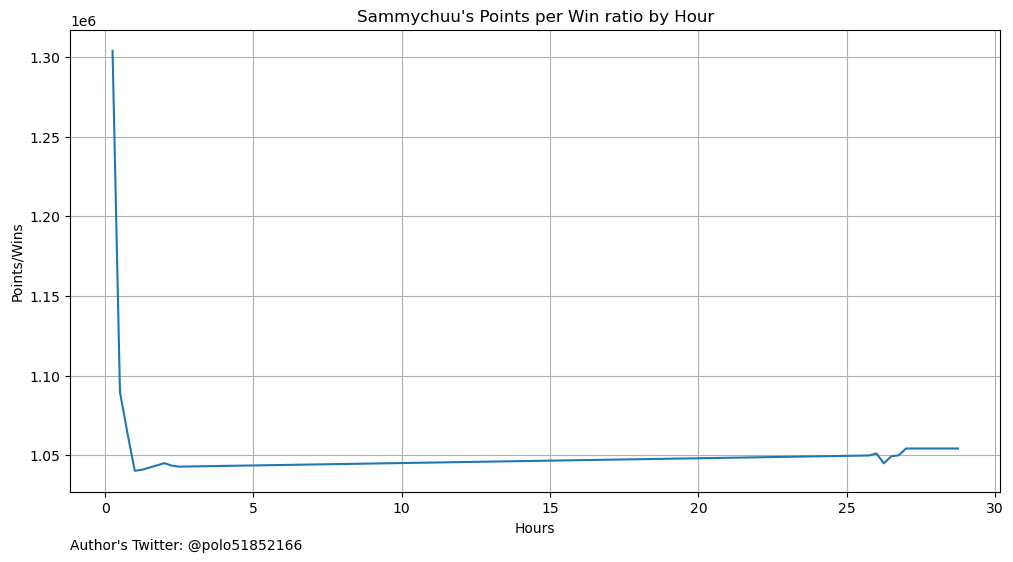 Sammychuu's Points per Win ratio by Hour
1e6
1.30
1.25
1.20
1.15
1.10
1.05
Points/Wins
0 5 10 15 20 25 30
Hours
Author's Twitter: @polo51852166